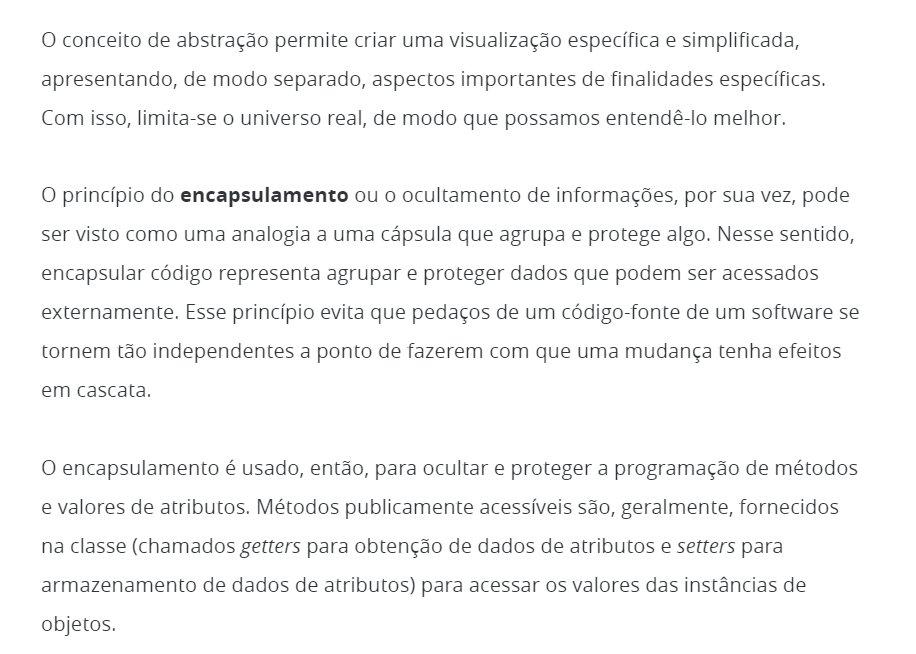 O conceito de abstração permite criar uma visualização específica e simplificada,
apresentando, de modo separado, aspectos importantes de finalidades específicas.
Com isso, limita-se o universo real, de modo que possamos entendê-lo melhor.
O princípio do encapsulamento ou o ocultamento de informações, por sua vez, pode
ser visto como uma analogia a uma cápsula que agrupa e protege algo. Nesse sentido,
encapsular código representa agrupar e proteger dados que podem ser acessados
externamente. Esse princípio evita que pedaços de um código-fonte de um software se
tornem tão independentes a ponto de fazerem com que uma mudança tenha efeitos
em cascata.
O encapsulamento é usado, então, para ocultar e proteger a programação de métodos
e valores de atributos. Métodos publicamente acessíveis são, geralmente, fornecidos
na classe (chamados getters para obtenção de dados de atributos e setters para
armazenamento de dados de atributos) para acessar os valores das instâncias de
objetos.